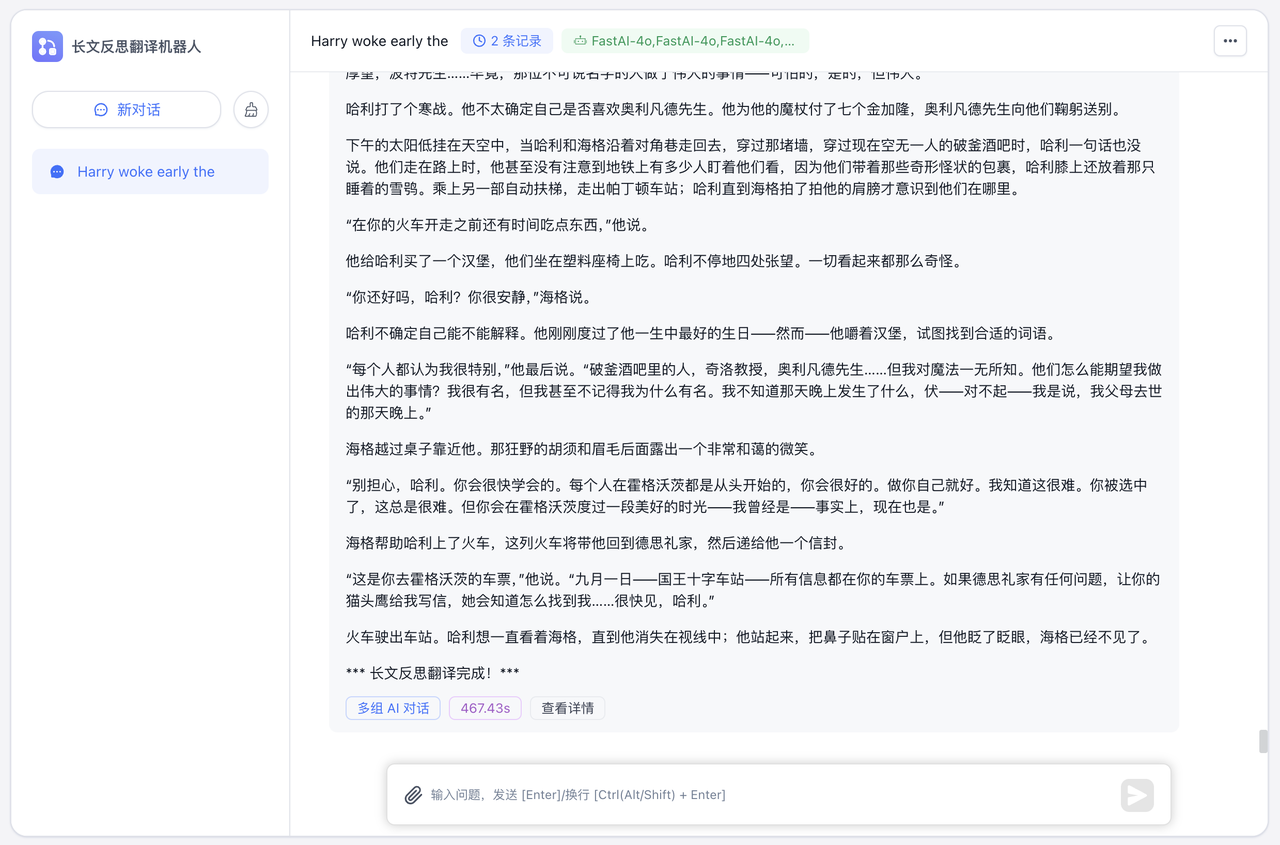 长文反思翻译机器人
新对话
Harry woke early the
Harry woke early the
2 条记录
FastAI-4o,FastAI-4o,FastAI-4o,...
厚望，波特先生……毕竟，那位不可说名字的人做了伟大的事情——可怕的，是的，但伟大。
哈利打了个寒战。他不太确定自己是否喜欢奥利凡德先生。他为他的魔杖付了七个金加隆，奥利凡德先生向他们鞠躬送别。
下午的太阳低挂在天空中，当哈利和海格沿着对角巷走回去，穿过那堵墙，穿过现在空无一人的破釜酒吧时，哈利一句话也没
说。他们走在路上时，他甚至没有注意到地铁上有多少人盯着他们看，因为他们带着那些奇形怪状的包裹，哈利膝上还放着那只
睡着的雪鸮。乘上另一部自动扶梯，走出帕丁顿车站；哈利直到海格拍了拍他的肩膀才意识到他们在哪里。
“在你的火车开走之前还有时间吃点东西，”他说。
他给哈利买了一个汉堡，他们坐在塑料座椅上吃。哈利不停地四处张望。一切看起来都那么奇怪。
“你还好吗，哈利？你很安静，”海格说。
哈利不确定自己能不能解释。他刚刚度过了他一生中最好的生日——然而——他嚼着汉堡，试图找到合适的词语。
“每个人都认为我很特别，”他最后说。“破釜酒吧里的人，奇洛教授，奥利凡德先生……但我对魔法一无所知。他们怎么能期望我做
出伟大的事情？我很有名，但我甚至不记得我为什么有名。我不知道那天晚上发生了什么，伏——对不起——我是说，我父母去世
的那天晚上。”
海格越过桌子靠近他。那狂野的胡须和眉毛后面露出一个非常和蔼的微笑。
“别担心，哈利。你会很快学会的。每个人在霍格沃茨都是从头开始的，你会很好的。做你自己就好。我知道这很难。你被选中
了，这总是很难。但你会在霍格沃茨度过一段美好的时光——我曾经是——事实上，现在也是。”
海格帮助哈利上了火车，这列火车将带他回到德思礼家，然后递给他一个信封。
“这是你去霍格沃茨的车票，”他说。“九月一日——国王十字车站——所有信息都在你的车票上。如果德思礼家有任何问题，让你的
猫头鹰给我写信，她会知道怎么找到我……很快见，哈利。”
火车驶出车站。哈利想一直看着海格，直到他消失在视线中；他站起来，把鼻子贴在窗户上，但他眨了眨眼，海格已经不见了。
*** 长文反思翻译完成！***
多组 AI 对话
467.43s
查看详情
输入问题，发送 [Enter]/换行 [Ctrl(Alt/Shift) + Enter]